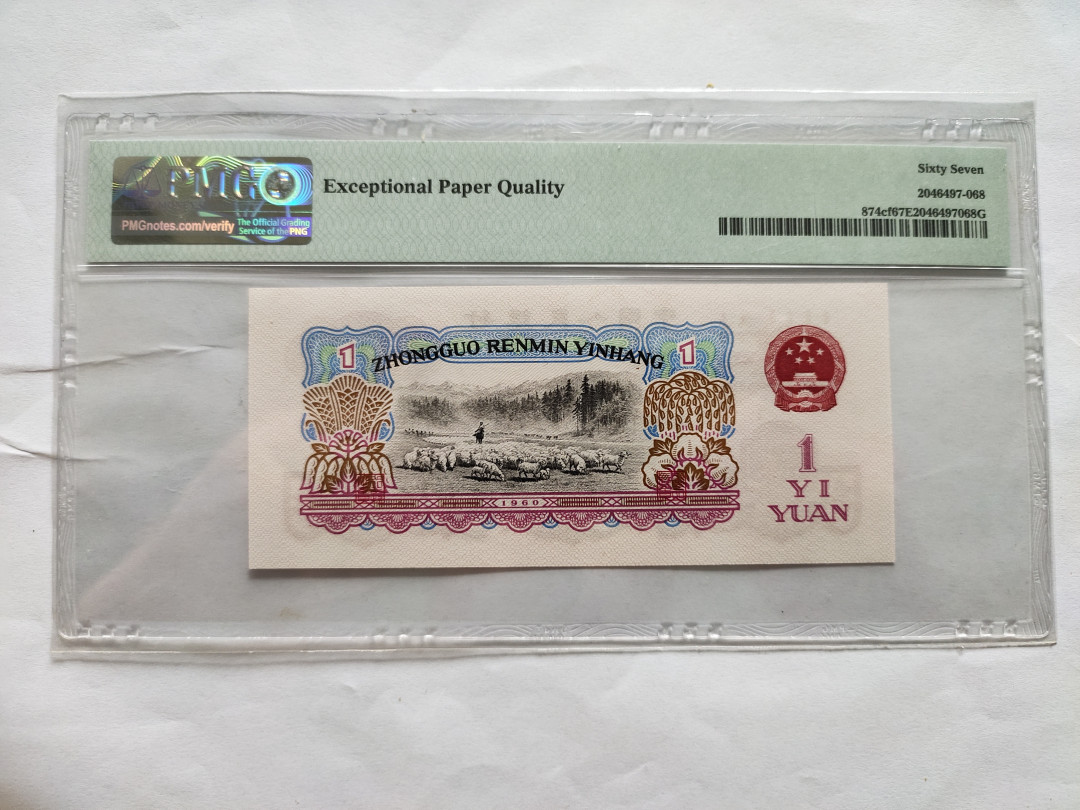 PMG
PMGnotes.com/verify
The Official Grading
Service of the PNG
Exceptional Paper Quality
Sixty Seven
2046497-068
874cf67E2046497068G
1
ZHONGGUO RENMIN YINHANG
1
1960
1
YI
YUAN